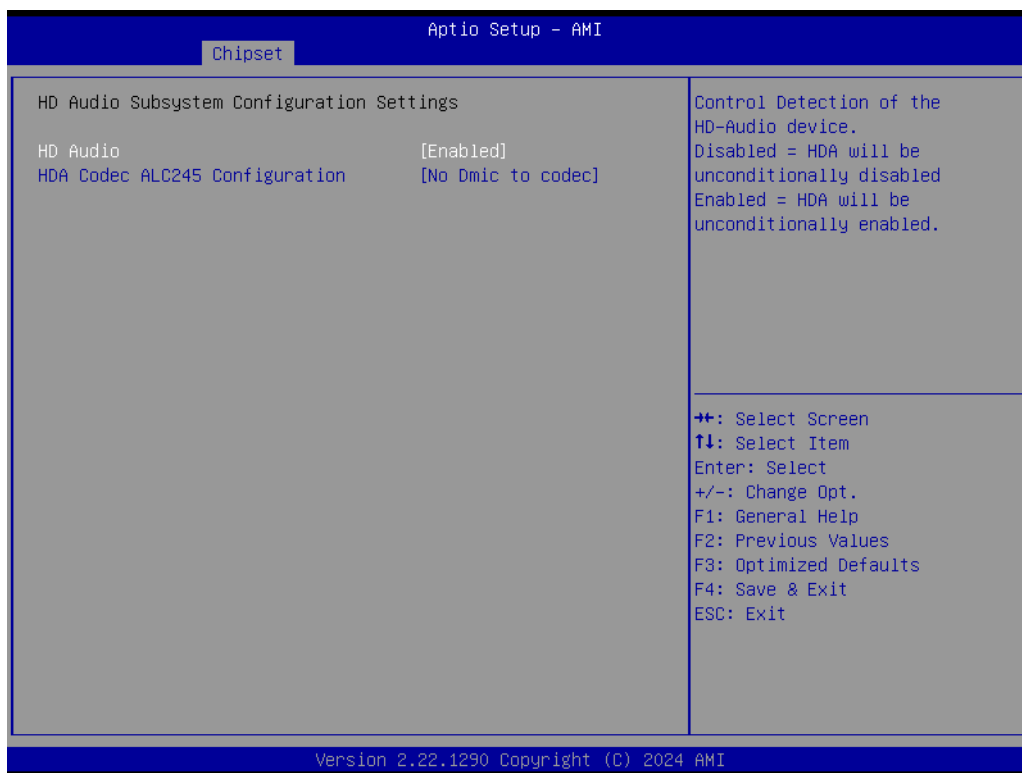 Aptio Setup – AMI
Chipset
HD Audio Subsystem Configuration Settings
HD Audio [Enabled]
HDA Codec ALC245 Configuration [No Dmic to codec]
Control Detection of the
HD-Audio device.
Disabled = HDA will be
unconditionally disabled
Enabled = HDA will be
unconditionally enabled.
→←: Select Screen
↑↓: Select Item
Enter: Select
+/-: Change Opt.
F1: General Help
F2: Previous Values
F3: Optimized Defaults
F4: Save & Exit
ESC: Exit
Version 2.22.1290 Copyright (C) 2024 AMI